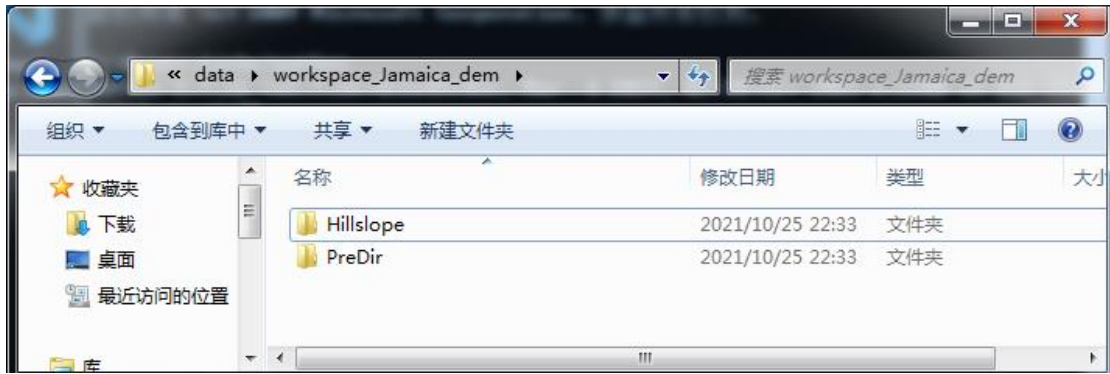 « data ▸ workspace_Jamaica_dem ▸ 搜索 workspace_Jamaica_dem
组织 包含到库中 共享 新建文件夹
收藏夹
下载
桌面
最近访问的位置
库
名称 修改日期 类型 大小
Hillslope 2021/10/25 22:33 文件夹
PreDir 2021/10/25 22:33 文件夹